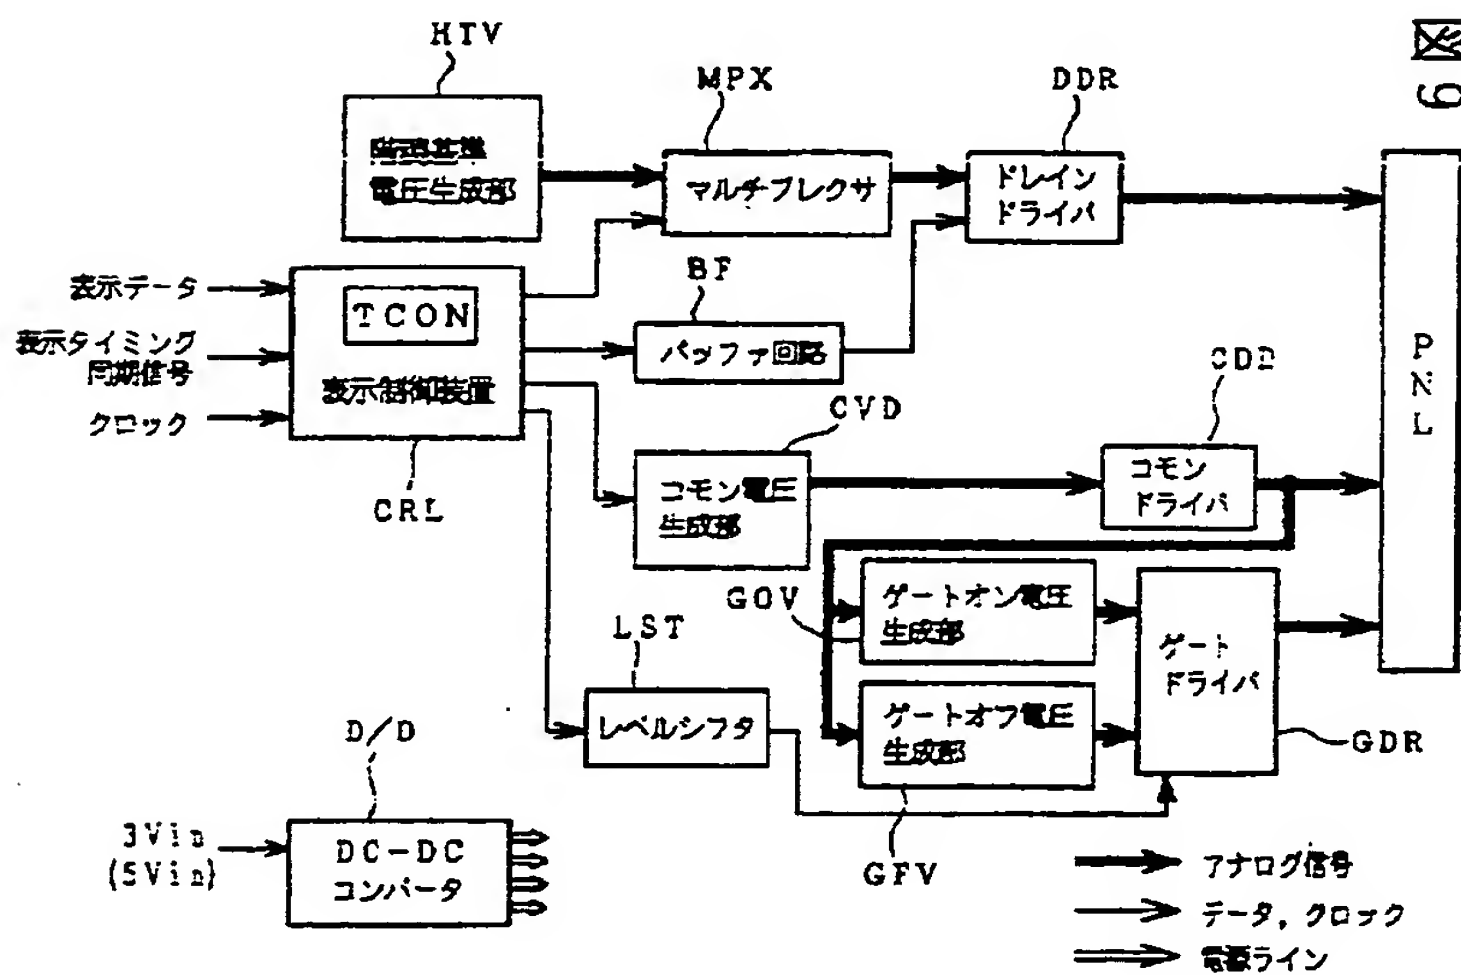 図9
HTV
MPX
DDR
階調基準
電圧生成部
マルチプレクサ
ドレイン
ドライバ
表示データ
表示タイミング
同期信号
クロック
TCON
表示制御装置
CRL
BF
バッファ回路
CVD
コモン電圧
生成部
CDD
コモン
ドライバ
PNL
GOV
ゲートオン電圧
生成部
ゲートオフ電圧
生成部
GFV
ゲート
ドライバ
GDR
LST
レベルシフタ
D/D
3Vin
(5Vin)
DC-DC
コンバータ
アナログ信号
データ,クロック
電源ライン